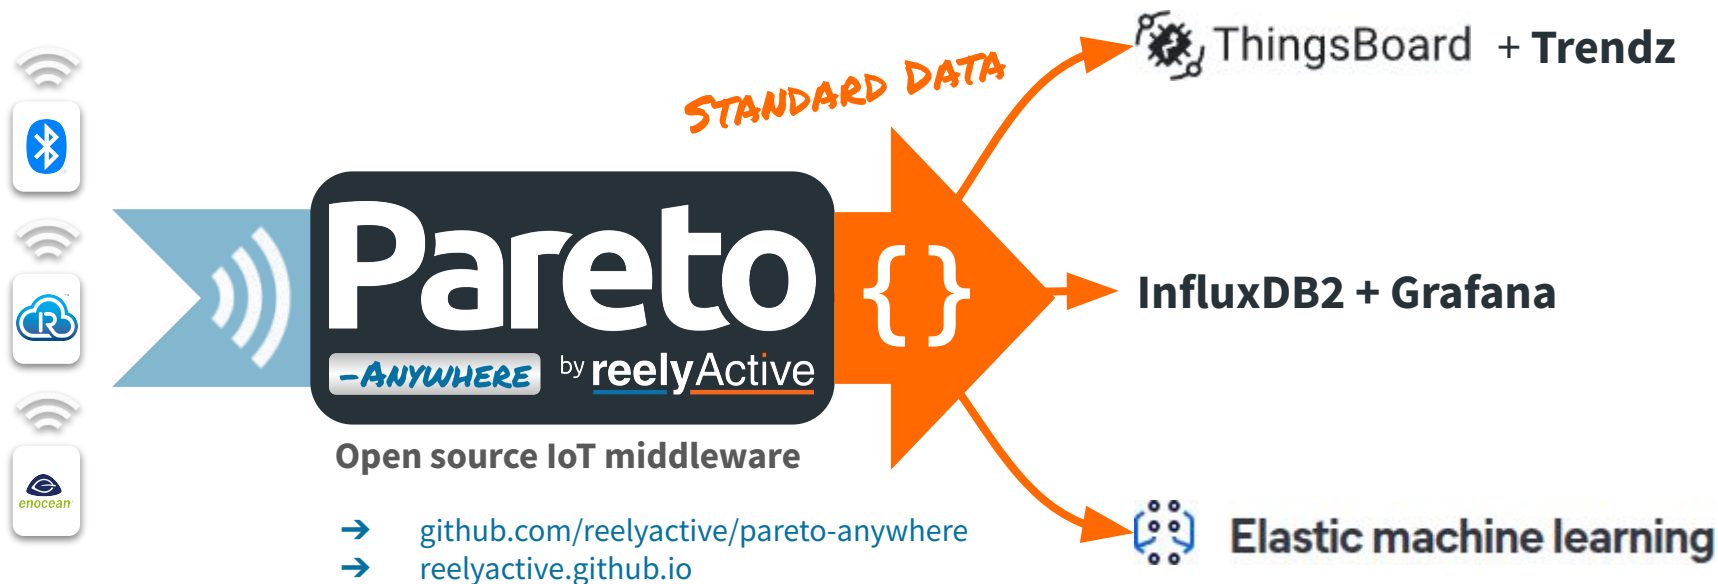 STANDARD DATA
ThingsBoard + Trendz
R
enocean
Pareto
-ANYWHERE by reelyActive
{ }
InfluxDB2 + Grafana
Open source IoT middleware
➔ github.com/reelyactive/pareto-anywhere
➔ reelyactive.github.io
Elastic machine learning